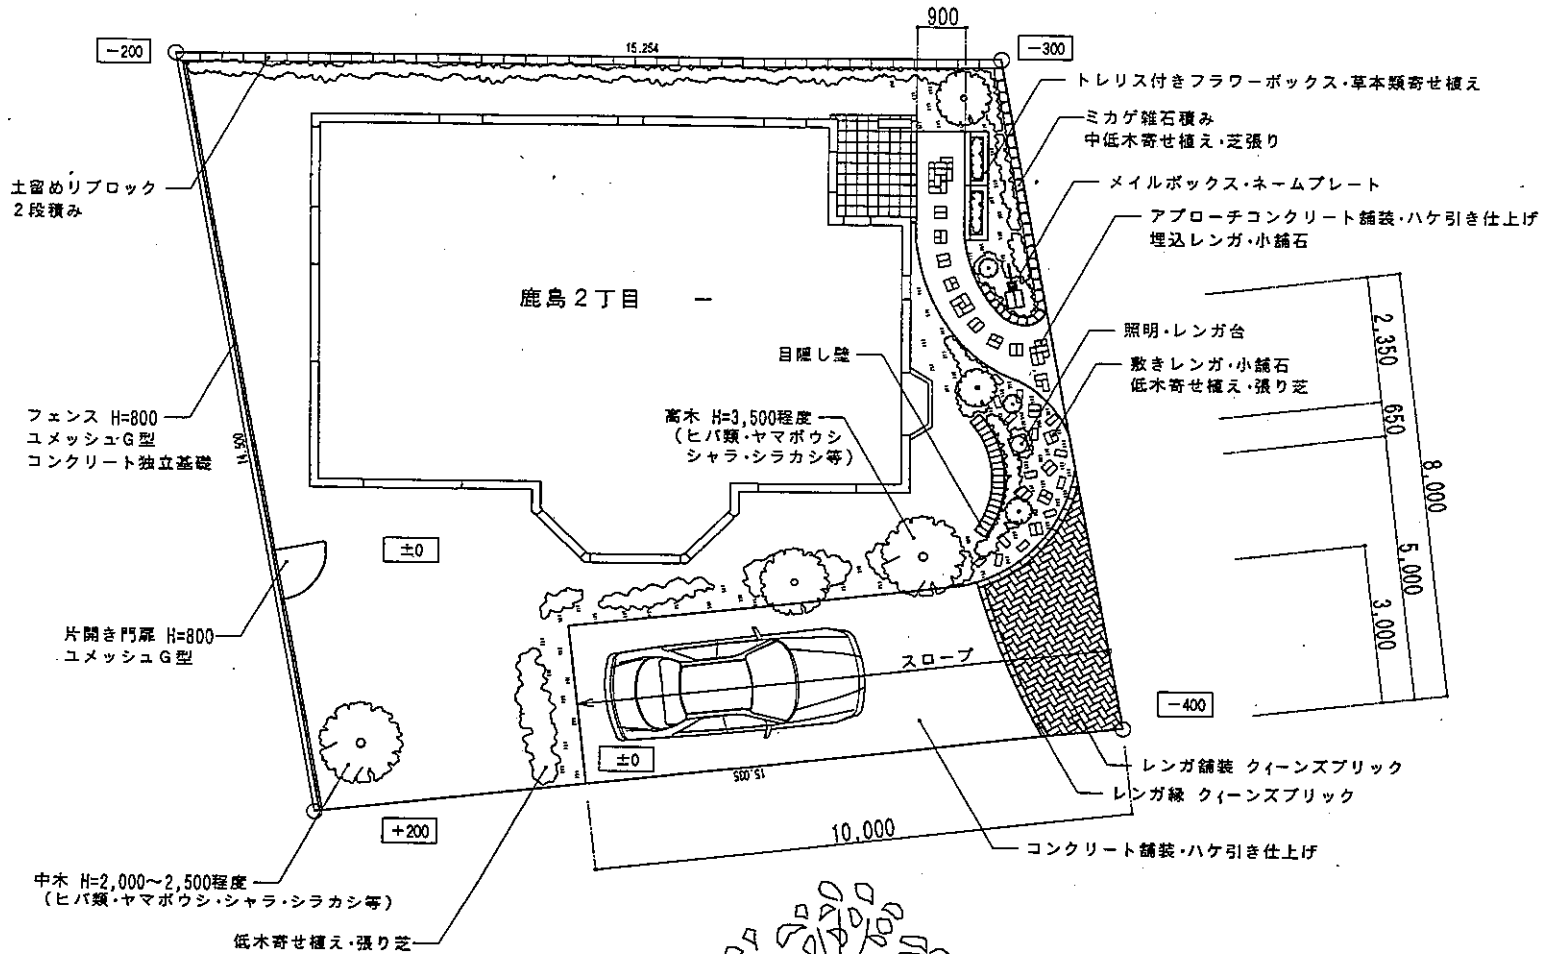 900
-200
15.254
-300
トレリス付きフラワーボックス・草本類寄せ植え
ミカゲ雑石積み
中低木寄せ植え・芝張り
土留めリブロック
2段積み
メイルボックス・ネームプレート
アプローチコンクリート舗装・ハケ引き仕上げ
埋込レンガ・小舗石
鹿島2丁目 -
照明・レンガ台
目隠し壁
敷きレンガ・小舗石
低木寄せ植え・張り芝
2,350
650
8,000
5,000
3,000
フェンス H=800
ユメッシュG型
コンクリート独立基礎
14.500
高木 H=3,500程度
(ヒバ類・ヤマボウシ
シャラ・シラカシ等)
±0
片開き門扉 H=800
ユメッシュG型
スロープ
-400
±0
15.035
レンガ舗装 クィーンズブリック
レンガ縁 クィーンズブリック
+200
10,000
コンクリート舗装・ハケ引き仕上げ
中木 H=2,000~2,500程度
(ヒバ類・ヤマボウシ・シャラ・シラカシ等)
低木寄せ植え・張り芝